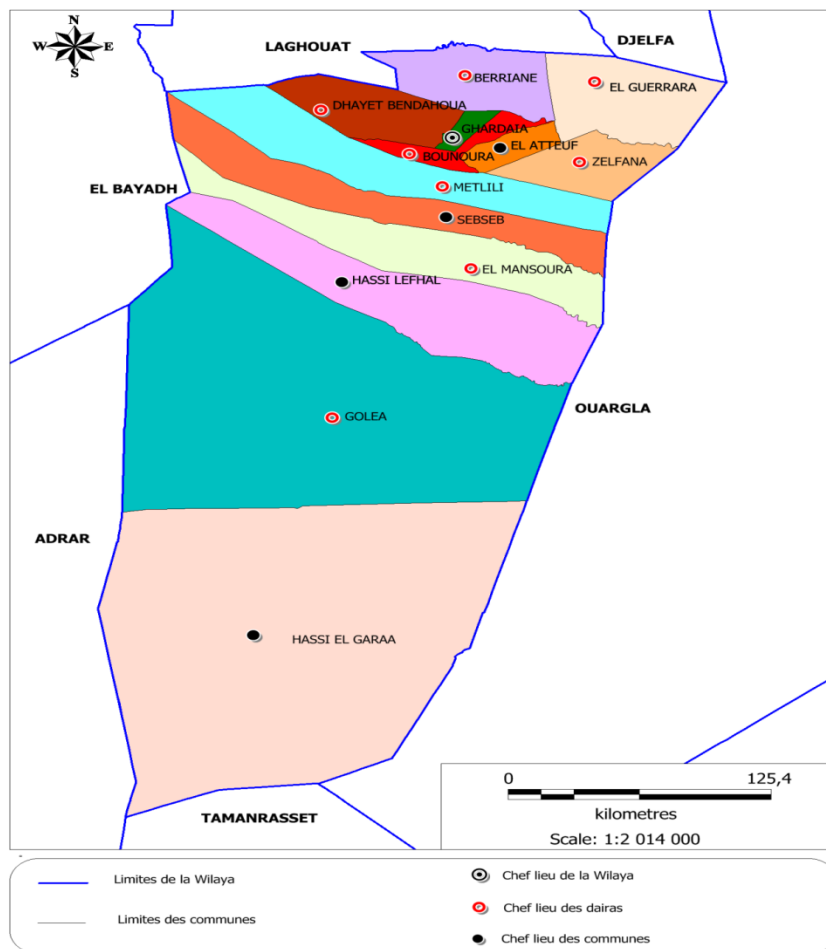 N
W E
S
LAGHOUAT
DJELFA
BERRIANE
EL GUERRARA
DHAYET BENDAHOUA
GHARDAIA
EL ATTEUF
BOUNOURA
ZELFANA
EL BAYADH
METLILI
SEBSEB
EL MANSOURA
HASSI LEFHAL
OUARGLA
GOLEA
ADRAR
HASSI EL GARAA
TAMANRASSET
0 125,4
kilometres
Scale: 1:2 014 000
Limites de la Wilaya
Chef lieu de la Wilaya
Chef lieu des dairas
Limites des communes
Chef lieu des communes